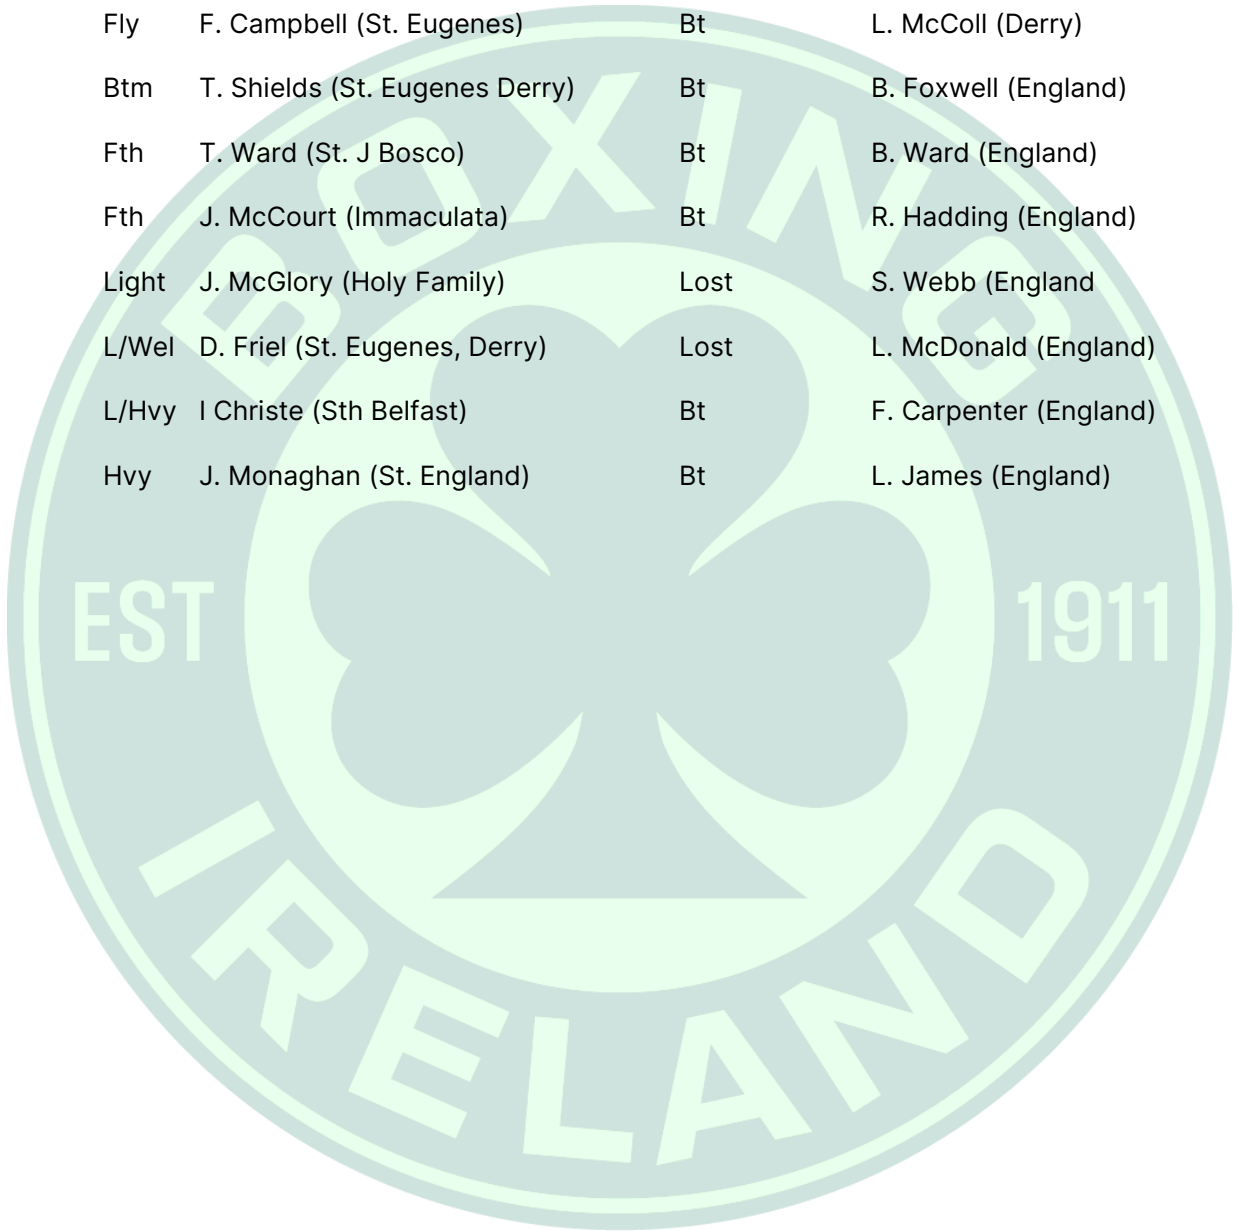 Fly F. Campbell (St. Eugenes) Bt L. McColl (Derry)
Btm T. Shields (St. Eugenes Derry) Bt B. Foxwell (England)
Fth T. Ward (St. J Bosco) Bt B. Ward (England)
Fth J. McCourt (Immaculata) Bt R. Hadding (England)
Light J. McGlory (Holy Family) Lost S. Webb (England
L/Wel D. Friel (St. Eugenes, Derry) Lost L. McDonald (England)
L/Hvy I Christe (Sth Belfast) Bt F. Carpenter (England)
Hvy J. Monaghan (St. England) Bt L. James (England)
BOXING
EST 1911
IRELAND